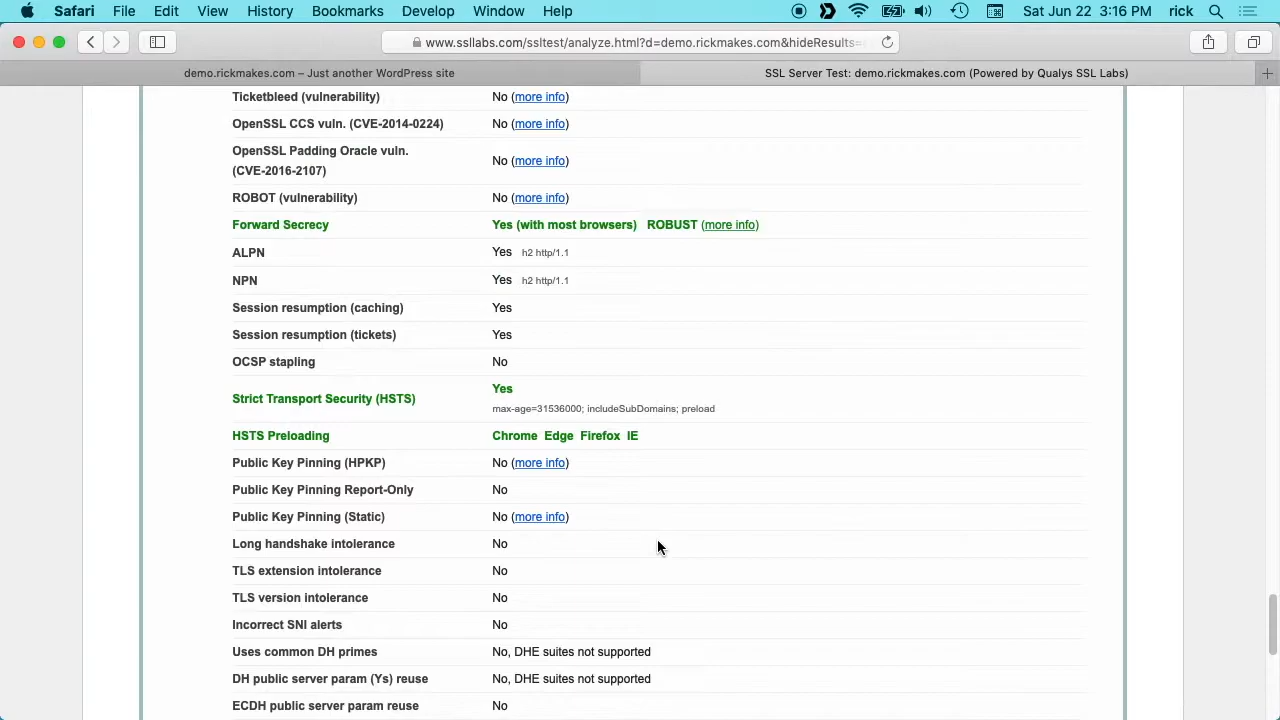 Safari File Edit View History Bookmarks Develop Window Help Sat Jun 22 3:16 PM rick
www.ssllabs.com/ssltest/analyze.html?d=demo.rickmakes.com&hideResults=
demo.rickmakes.com – Just another WordPress site
SSL Server Test: demo.rickmakes.com (Powered by Qualys SSL Labs)
Ticketbleed (vulnerability) No (more info)
OpenSSL CCS vuln. (CVE-2014-0224) No (more info)
OpenSSL Padding Oracle vuln.
(CVE-2016-2107) No (more info)
ROBOT (vulnerability) No (more info)
Forward Secrecy Yes (with most browsers) ROBUST (more info)
ALPN Yes h2 http/1.1
NPN Yes h2 http/1.1
Session resumption (caching) Yes
Session resumption (tickets) Yes
OCSP stapling No
Strict Transport Security (HSTS) Yes
max-age=31536000; includeSubDomains; preload
HSTS Preloading Chrome Edge Firefox IE
Public Key Pinning (HPKP) No (more info)
Public Key Pinning Report-Only No
Public Key Pinning (Static) No (more info)
Long handshake intolerance No
TLS extension intolerance No
TLS version intolerance No
Incorrect SNI alerts No
Uses common DH primes No, DHE suites not supported
DH public server param (Ys) reuse No, DHE suites not supported
ECDH public server param reuse No